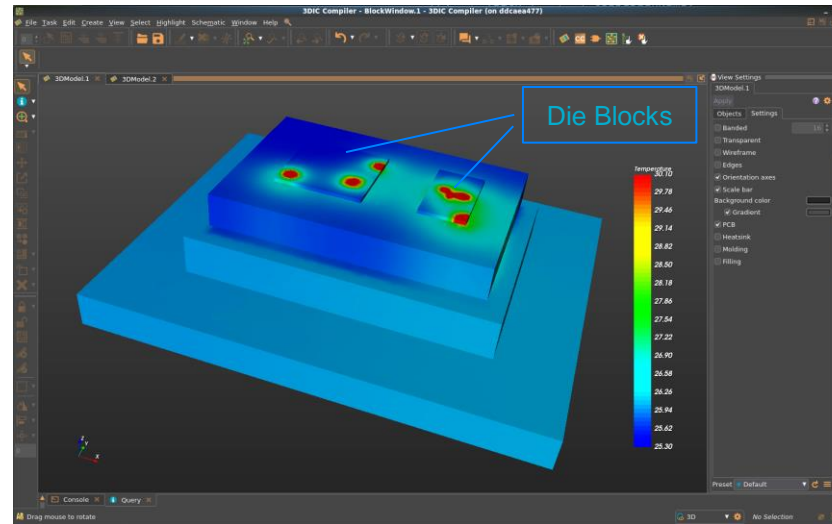 3DIC Compiler - BlockWindow.1 - 3DIC Compiler (on ddcaea477)
File Task Edit Create View Select Highlight Schematic Window Help
3DModel.1 3DModel.2
View Settings
3DModel.1
Apply
Objects Settings
Banded 16
Transparent
Wireframe
Edges
Orientation axes
Scale bar
Background color
Gradient
PCB
Heatsink
Molding
Filling
Die Blocks
Temperature
30.10
29.78
29.46
29.14
28.82
28.50
28.18
27.86
27.54
27.22
26.90
26.58
26.26
25.94
25.62
25.30
z
y
x
Preset Default
Console Query
Drag mouse to rotate
3D No Selection